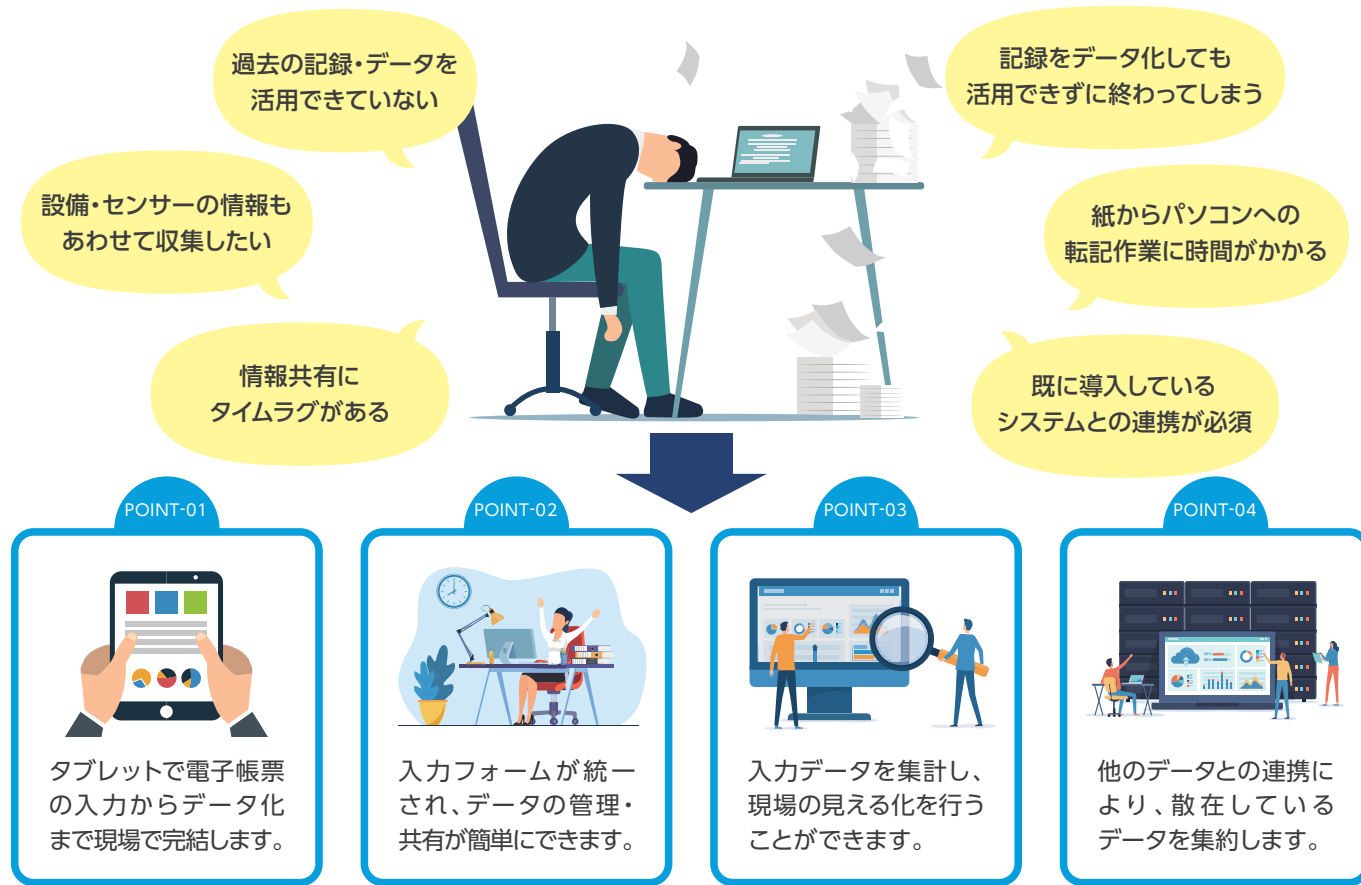 過去の記録・データを
活用できていない
記録をデータ化しても
活用できずに終わってしまう
設備・センサーの情報も
あわせて収集したい
紙からパソコンへの
転記作業に時間がかかる
情報共有に
タイムラグがある
既に導入している
システムとの連携が必須
POINT-01
タブレットで電子帳票
の入力からデータ化
まで現場で完結します。
POINT-02
入力フォームが統一
され、データの管理・
共有が簡単にできます。
POINT-03
入力データを集計し、
現場の見える化を行う
ことができます。
POINT-04
他のデータとの連携に
より、散在している
データを集約します。